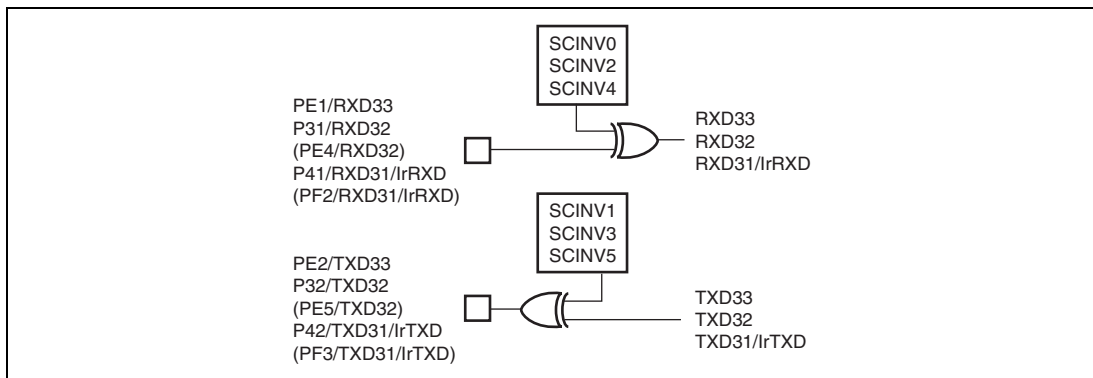 SCINV0
SCINV2
SCINV4
PE1/RXD33
P31/RXD32
(PE4/RXD32)
P41/RXD31/IrRXD
(PF2/RXD31/IrRXD)
RXD33
RXD32
RXD31/IrRXD
SCINV1
SCINV3
SCINV5
PE2/TXD33
P32/TXD32
(PE5/TXD32)
P42/TXD31/IrTXD
(PF3/TXD31/IrTXD)
TXD33
TXD32
TXD31/IrTXD